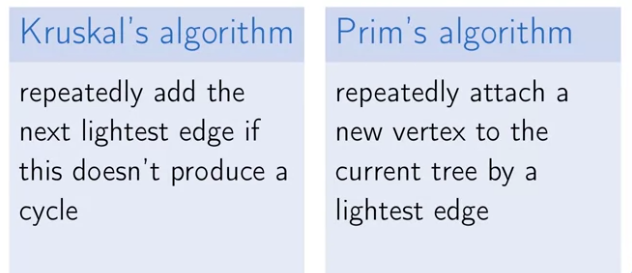 Kruskal's algorithm
repeatedly add the
next lightest edge if
this doesn't produce a
cycle
Prim's algorithm
repeatedly attach a
new vertex to the
current tree by a
lightest edge